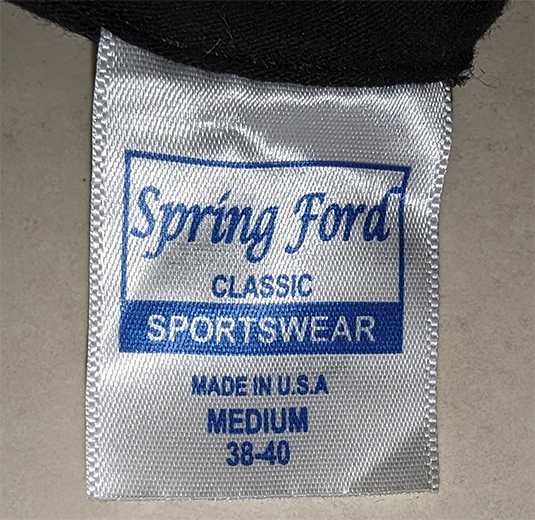 Spring Ford
CLASSIC
SPORTSWEAR
MADE IN U.S.A
MEDIUM
38-40